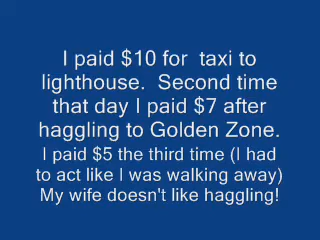 I paid $10 for  taxi to
lighthouse.  Second time
that day I paid $7 after
haggling to Golden Zone.
I paid $5 the third time (I had
to act like I was walking away)
My wife doesn't like haggling!